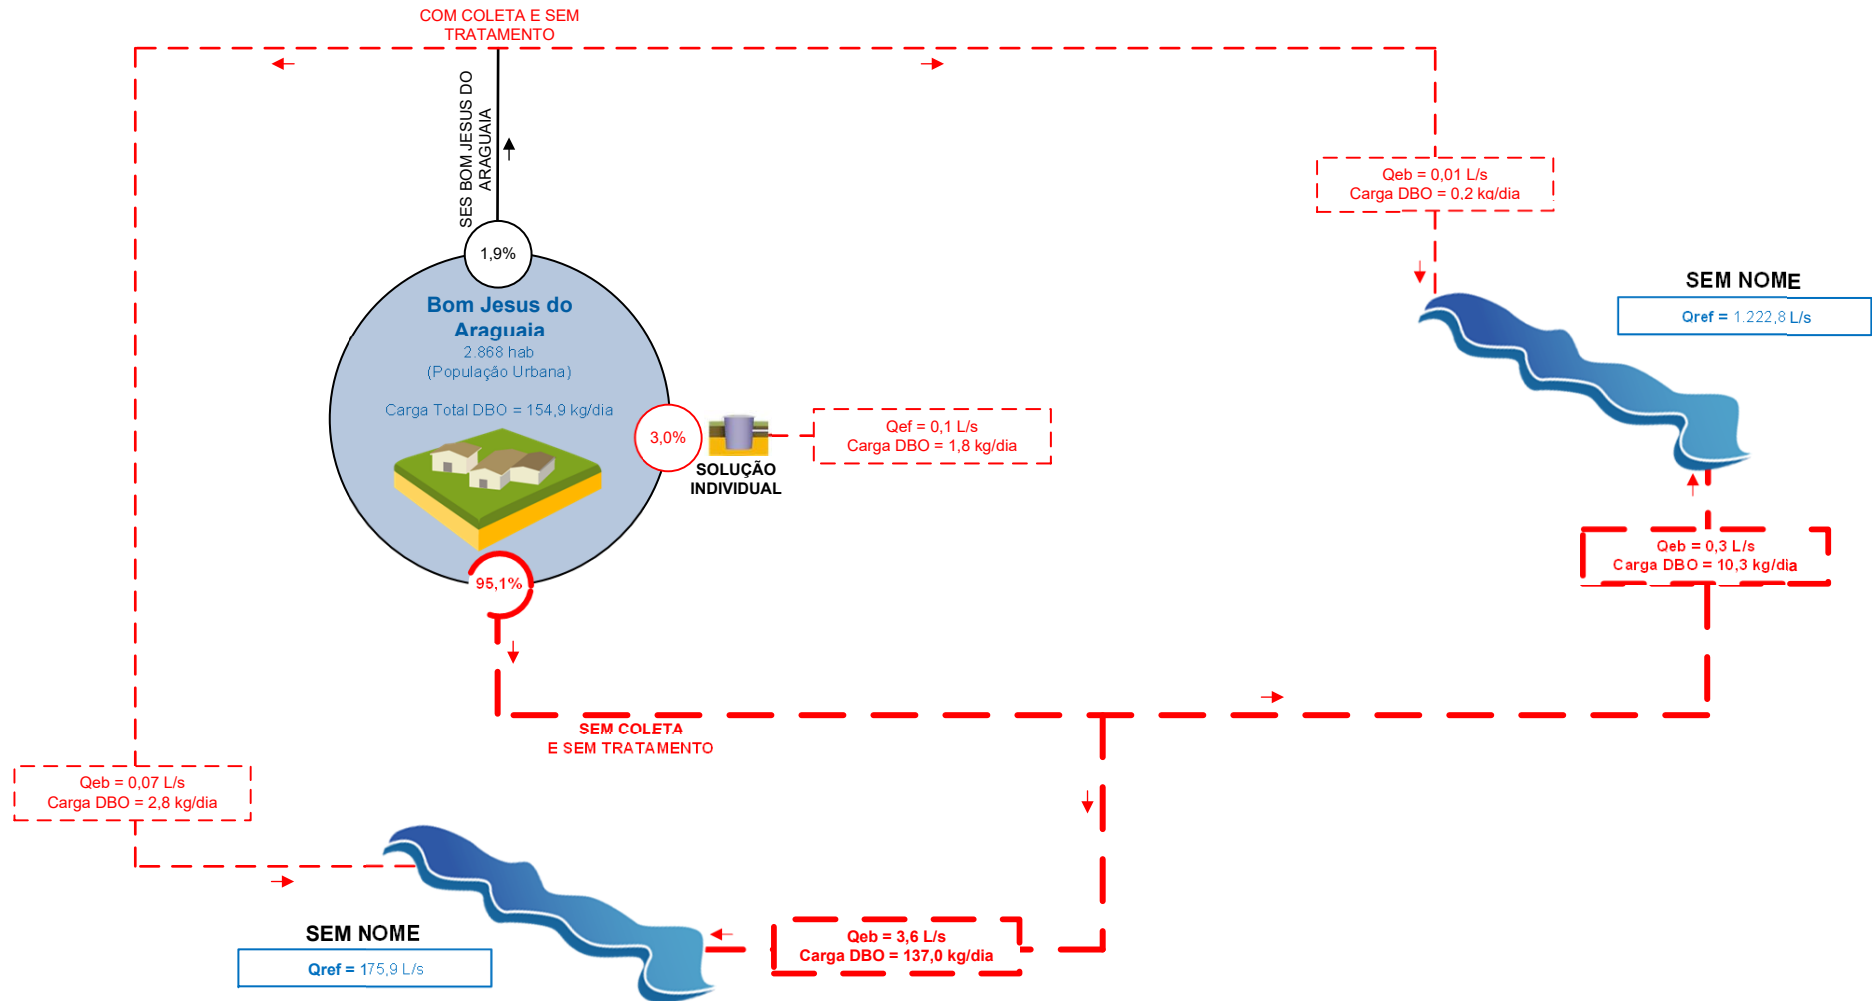 COM COLETA E SEM
TRATAMENTO
SES BOM JESUS DO
ARAGUAIA
1,9%
Bom Jesus do
Araguaia
2.868 hab
(População Urbana)
Carga Total DBO = 154,9 kg/dia
3,0%
SOLUÇÃO
INDIVIDUAL
Qef = 0,1 L/s
Carga DBO = 1,8 kg/dia
95,1%
Qeb = 0,01 L/s
Carga DBO = 0,2 kg/dia
SEM NOME
Qref = 1.222,8 L/s
Qeb = 0,3 L/s
Carga DBO = 10,3 kg/dia
SEM COLETA
E SEM TRATAMENTO
Qeb = 0,07 L/s
Carga DBO = 2,8 kg/dia
SEM NOME
Qref = 175,9 L/s
Qeb = 3,6 L/s
Carga DBO = 137,0 kg/dia